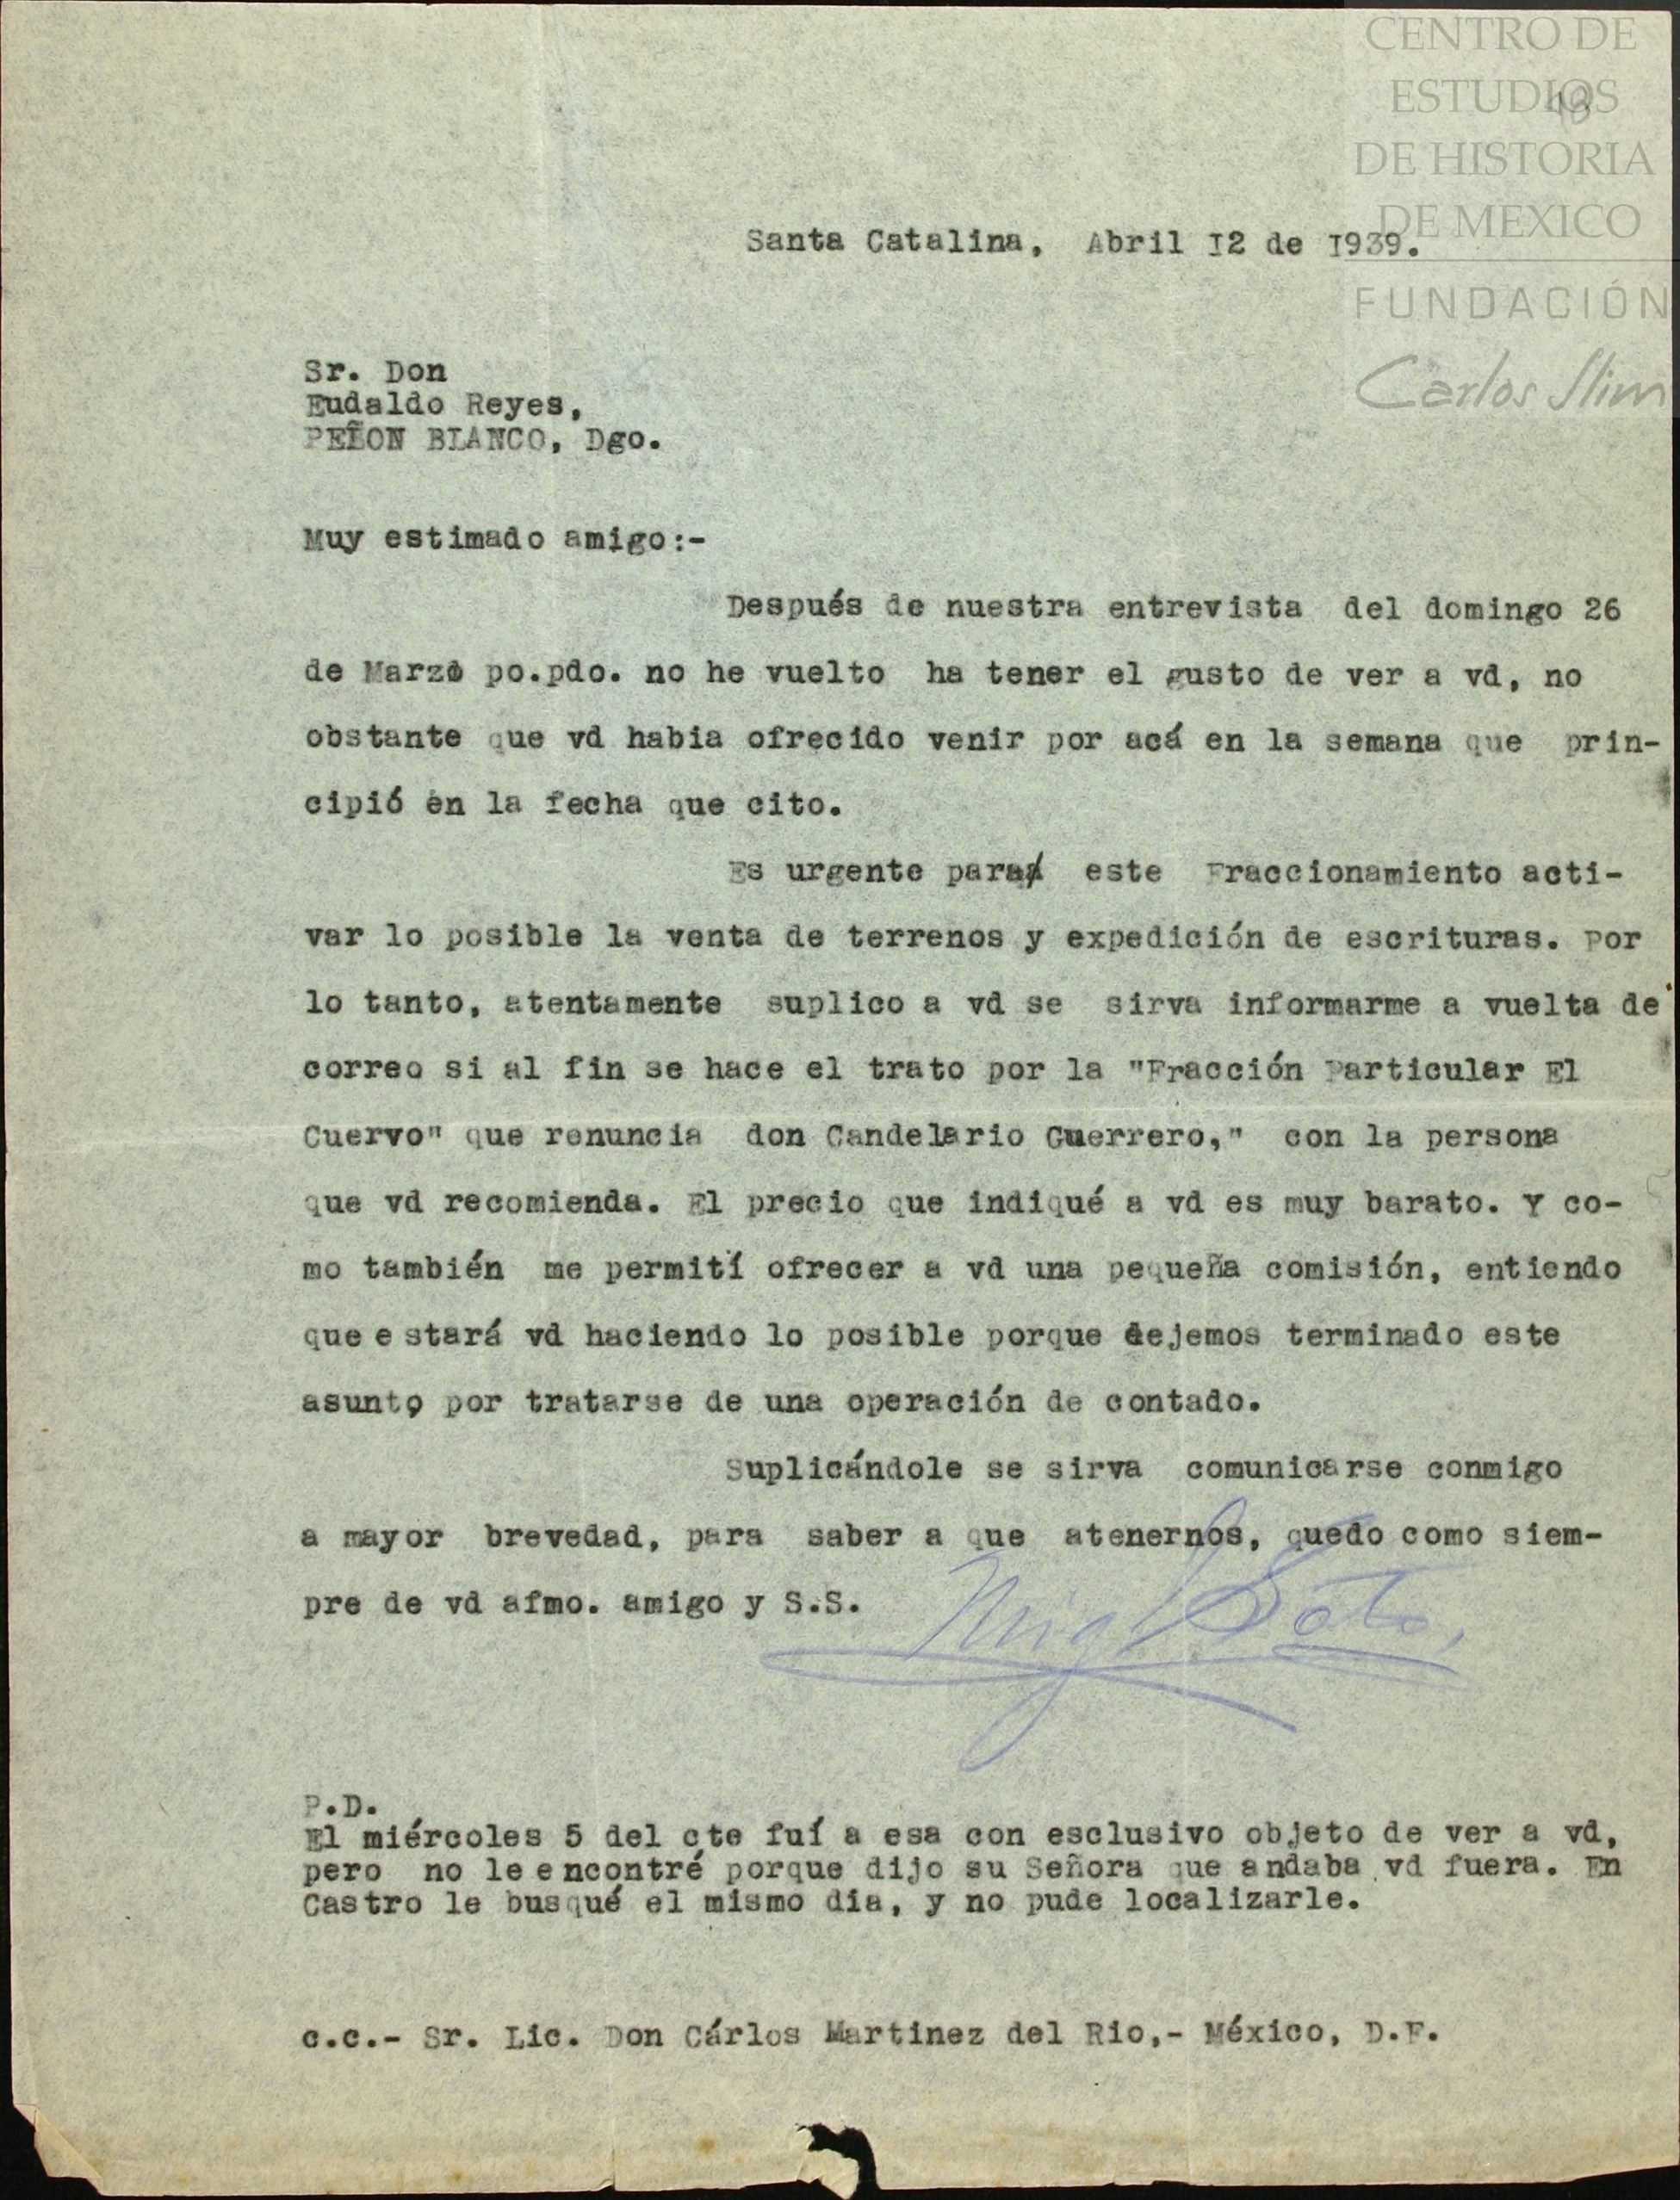 CENTRO DE
ESTUDIOS
DE HISTORIA
DE MEXICO
FUNDACIÓN
Carlos Slim
Santa Catalina, Abril I2 de I939.
Sr. Don
Eudaldo Reyes,
PEÑON BLANCO, Dgo.
Muy estimado amigo:-
Después de nuestra entrevista del domingo 26
de Marzo po.pdo. no he vuelto ha tener el gusto de ver a vd, no
obstante que vd habia ofrecido venir por acá en la semana que prin-
cipió en la fecha que cito.
Es urgente para este Fraccionamiento acti-
var lo posible la venta de terrenos y expedición de escrituras. Por
lo tanto, atentamente suplico a vd se sirva informarme a vuelta de
correo si al fin se hace el trato por la "Fracción Particular El
Cuervo" que renuncia don Candelario Guerrero," con la persona
que vd recomienda. El precio que indiqué a vd es muy barato. Y co-
mo también me permití ofrecer a vd una pequeña comisión, entiendo
que estará vd haciendo lo posible porque dejemos terminado este
asunto por tratarse de una operación de contado.
Suplicándole se sirva comunicarse conmigo
a mayor brevedad, para saber a que atenernos, quedo como siem-
pre de vd afmo. amigo y S.S.
Migl Soto,
P.D.
El miércoles 5 del cte fuí a esa con esclusivo objeto de ver a vd,
pero no le encontré porque dijo su Señora que andaba vd fuera. En
Castro le busqué el mismo dia, y no pude localizarle.
c.c.- Sr. Lic. Don Cárlos Martinez del Rio,- México, D.F.